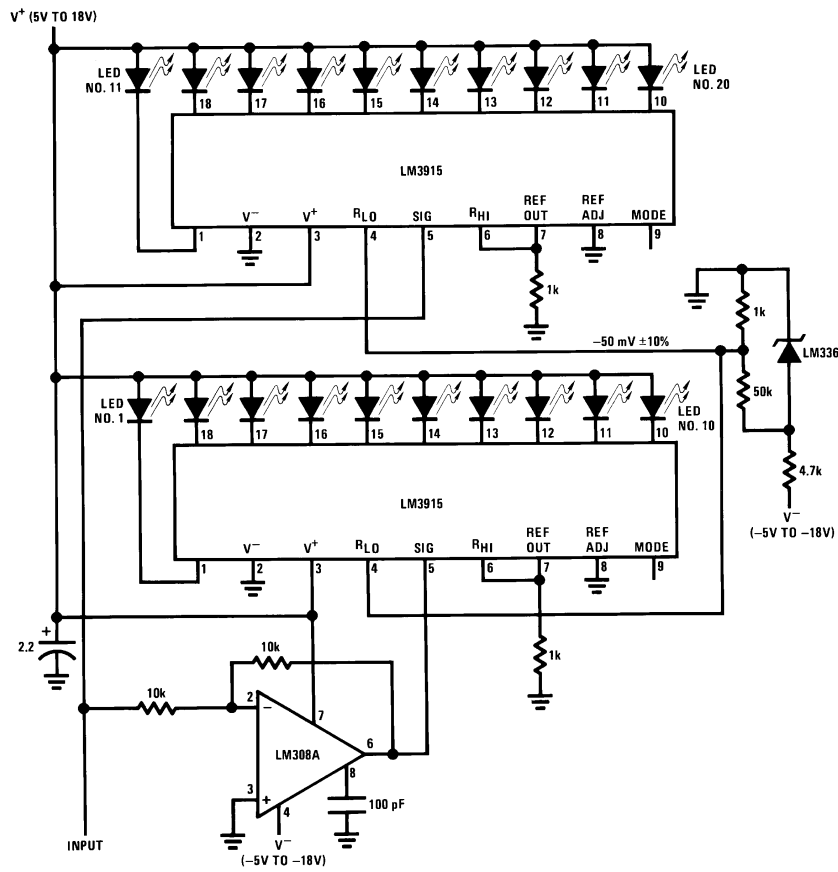 V+ (5V TO 18V)
LED NO. 11
LED NO. 20
18 17 16 15 14 13 12 11 10
LM3915
V− V+ RLO SIG RHI REF OUT REF ADJ MODE
1 2 3 4 5 6 7 8 9
1k
1k
−50 mV ±10%
LM336
50k
LED NO. 1
LED NO. 10
18 17 16 15 14 13 12 11 10
4.7k
V−
(−5V TO −18V)
LM3915
V− V+ RLO SIG RHI REF OUT REF ADJ MODE
1 2 3 4 5 6 7 8 9
+
2.2
10k
1k
10k
2
−
7
LM308A
6
8
3
+
4
100 pF
V−
(−5V TO −18V)
INPUT